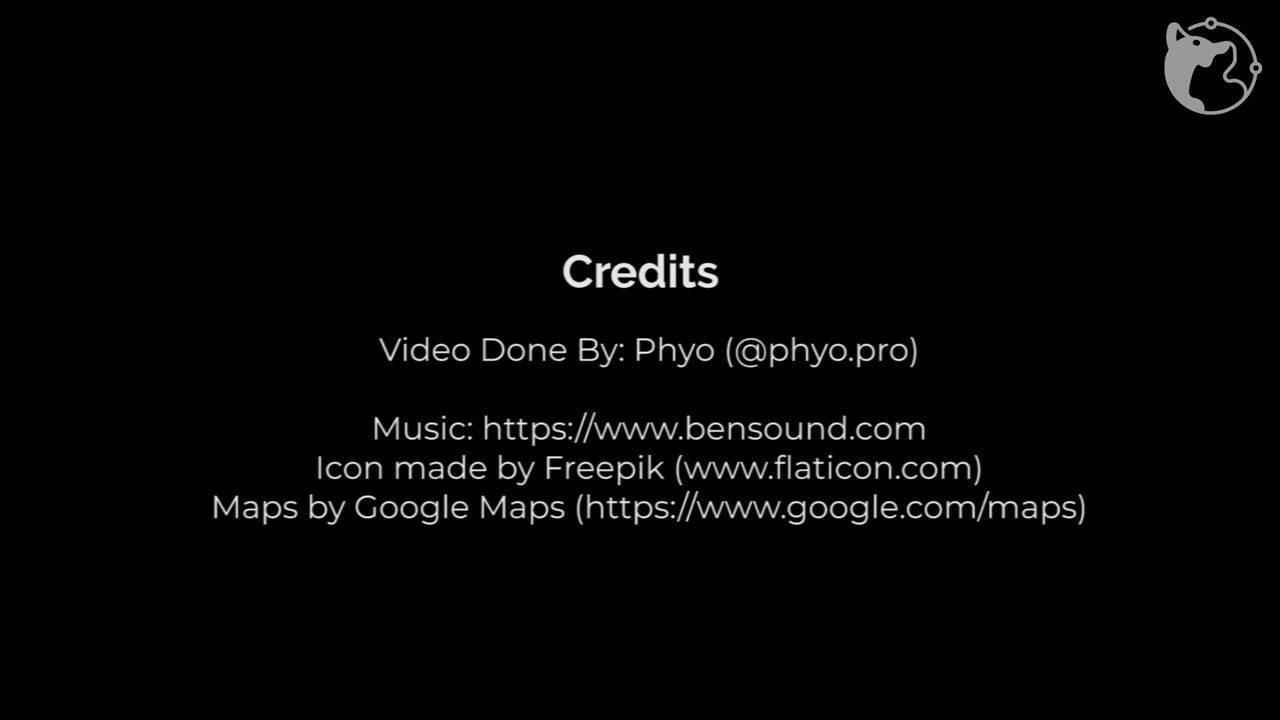 Credits
Video Done By: Phyo (@phyo.pro)
Music: https://www.bensound.com
Icon made by Freepik (www.flaticon.com)
Maps by Google Maps (https://www.google.com/maps)